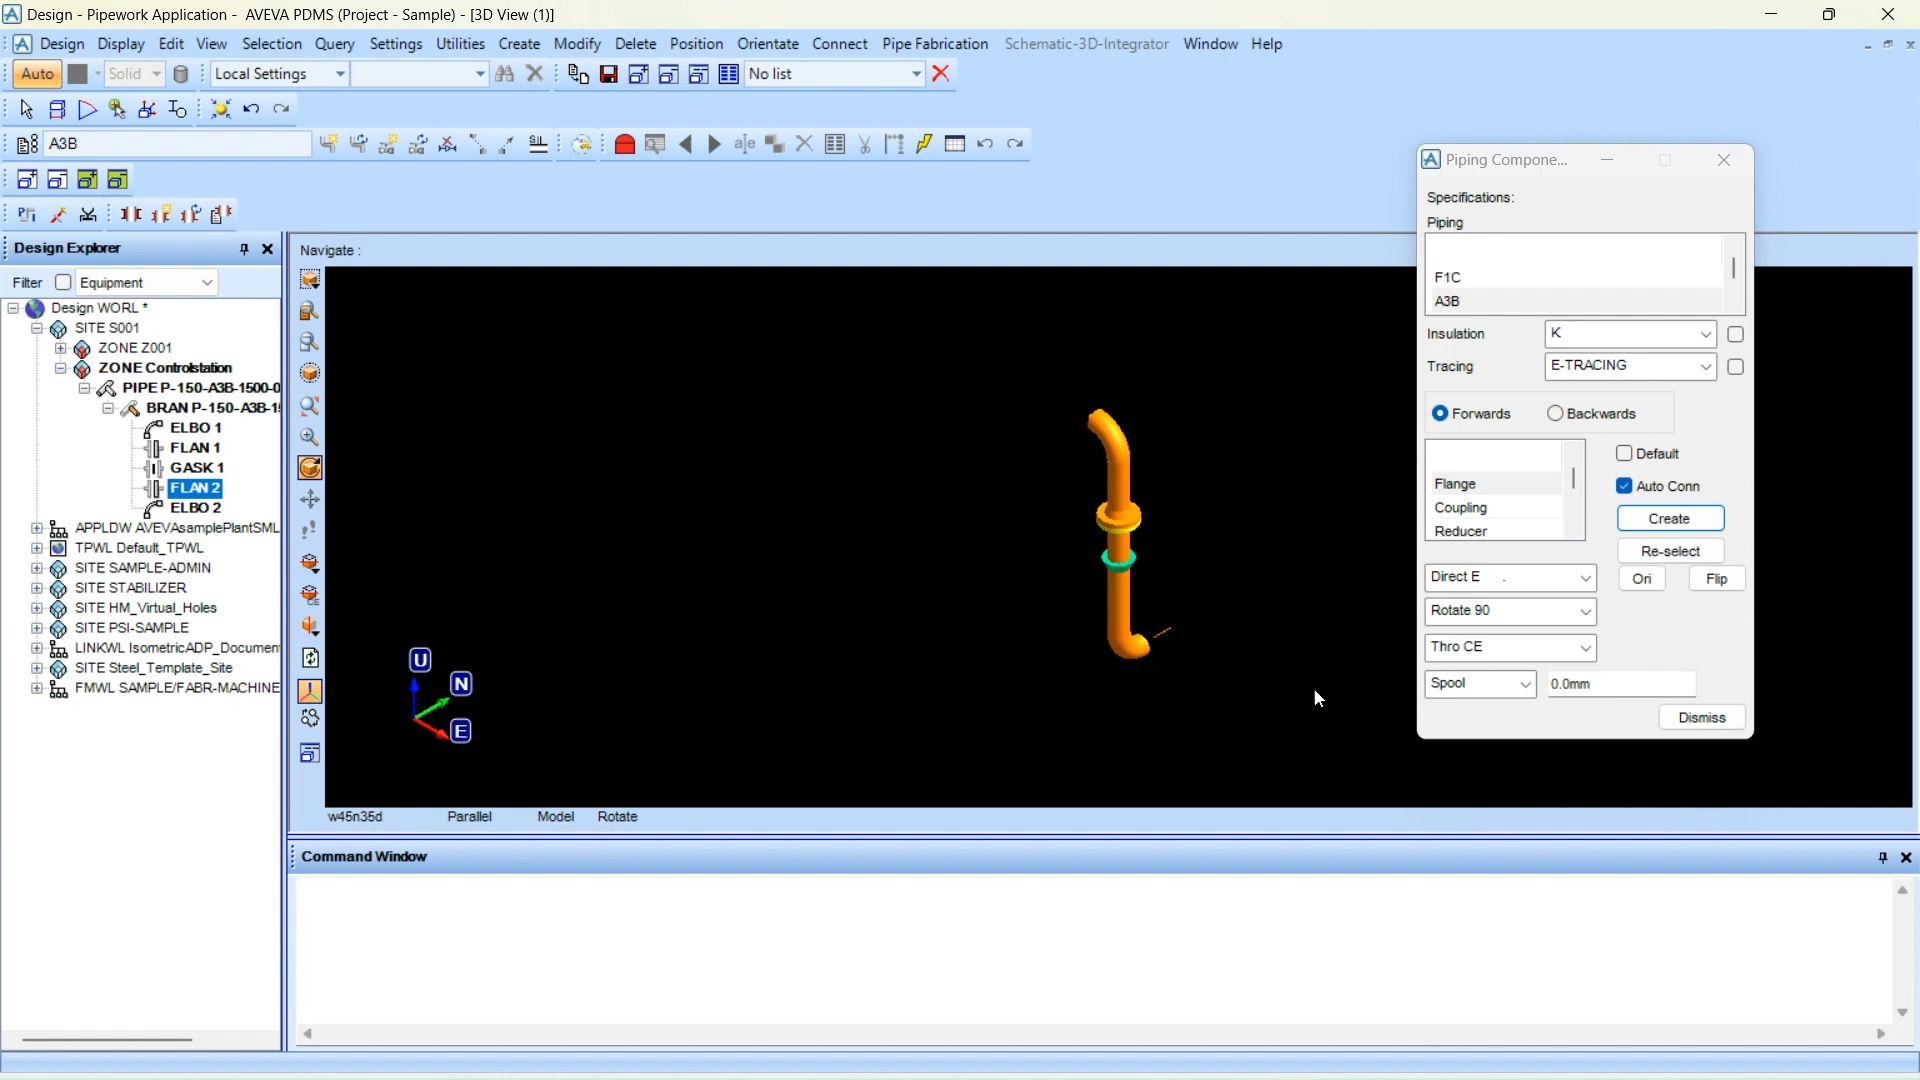 Design - Pipework Application - AVEVA PDMS (Project - Sample) - [3D View (1)]
Design Display Edit View Selection Query Settings Utilities Create Modify Delete Position Orientate Connect Pipe Fabrication Schematic-3D-Integrator Window Help
Auto Solid Local Settings No list
A3B
Design Explorer
Filter Equipment
Design WORL *
SITE S001
ZONE Z001
ZONE Controlstation
PIPE P-150-A3B-1500-0
BRAN P-150-A3B-1
ELBO 1
FLAN 1
GASK 1
FLAN 2
ELBO 2
APPLDW AVEVAsamplePlantSML
TPWL Default_TPWL
SITE SAMPLE-ADMIN
SITE STABILIZER
SITE HM_Virtual_Holes
SITE PSI-SAMPLE
LINKWL IsometricADP_Documen
SITE Steel_Template_Site
FMWL SAMPLE/FABR-MACHINE
Navigate :
U
N
E
w45n35d Parallel Model Rotate
Command Window
Piping Compone...
Specifications:
Piping
F1C
A3B
Insulation K
Tracing E-TRACING
Forwards Backwards
Default
Flange
Auto Conn
Coupling
Create
Reducer
Re-select
Direct E .
Ori Flip
Rotate 90
Thro CE
Spool 0.0mm
Dismiss